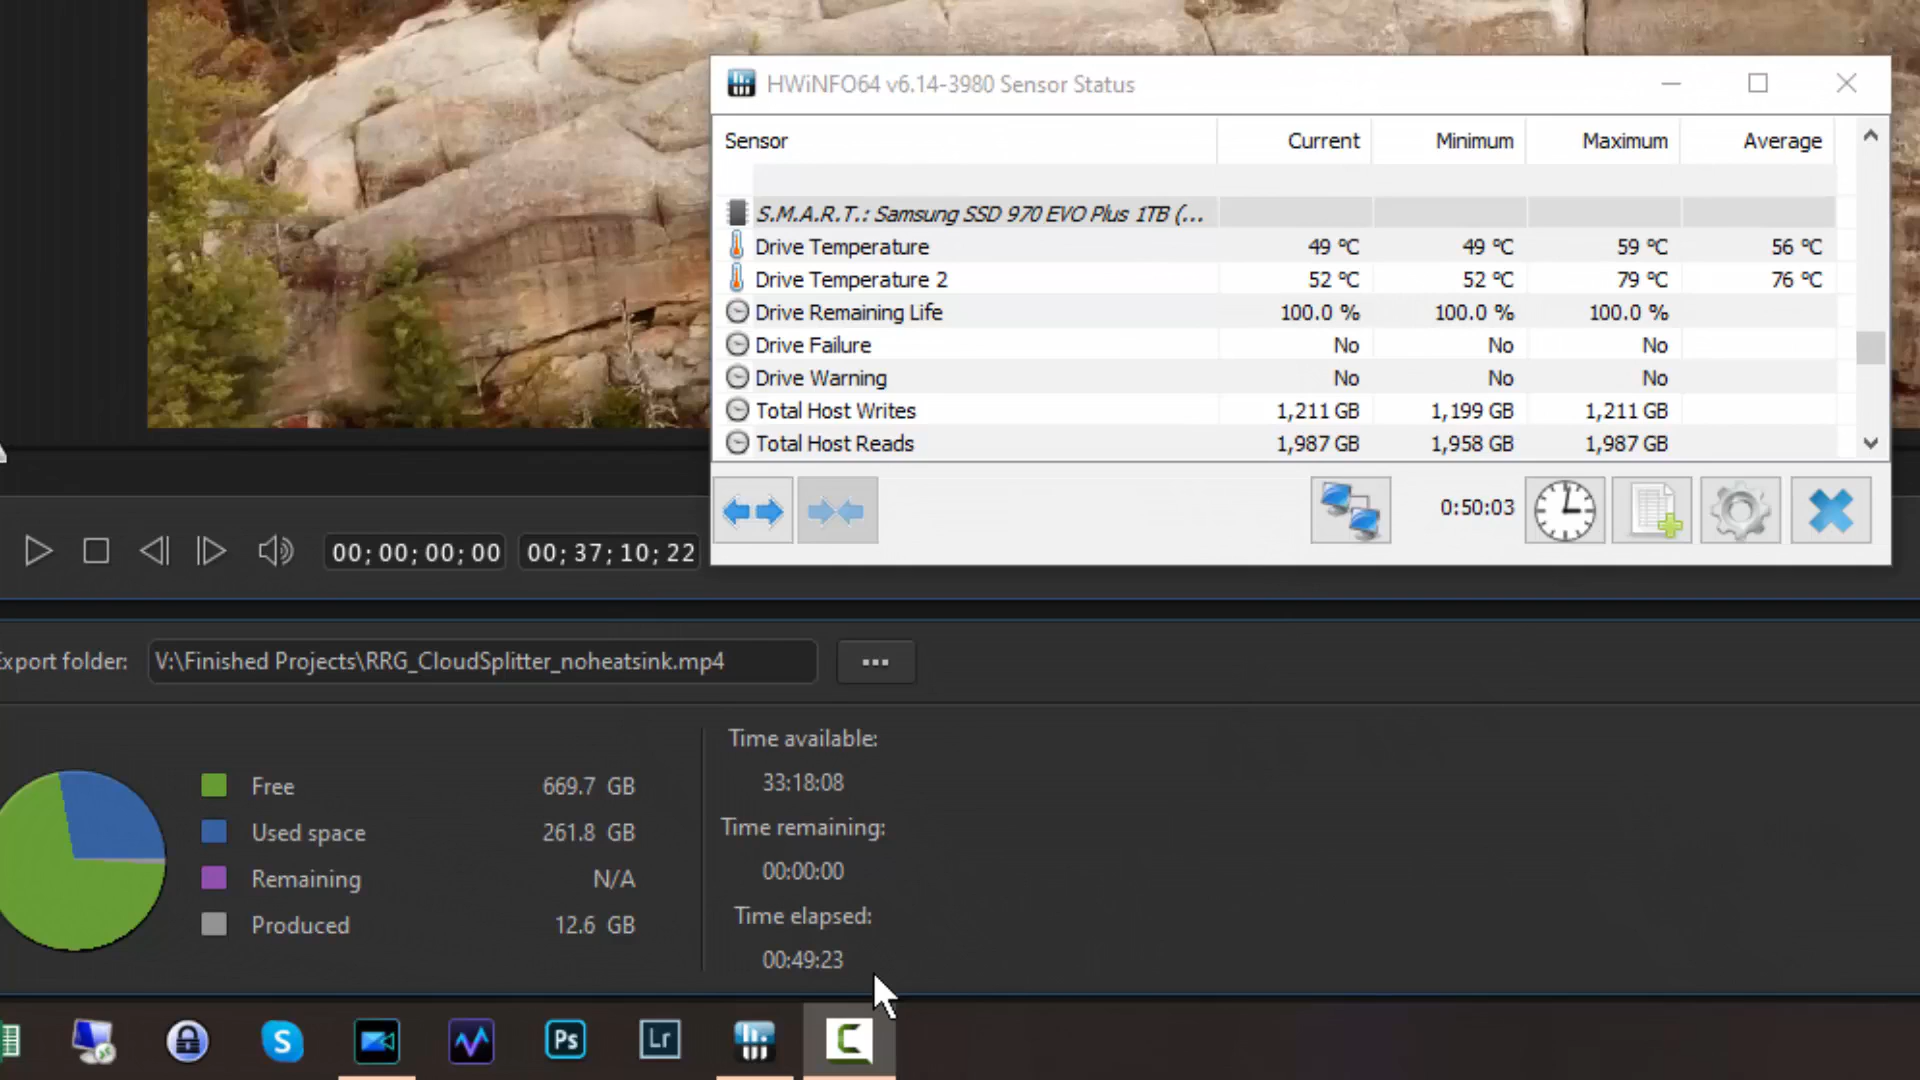 HWiNFO64 v6.14-3980 Sensor Status
Sensor Current Minimum Maximum Average
S.M.A.R.T.: Samsung SSD 970 EVO Plus 1TB (...
Drive Temperature 49 °C 49 °C 59 °C 56 °C
Drive Temperature 2 52 °C 52 °C 79 °C 76 °C
Drive Remaining Life 100.0 % 100.0 % 100.0 %
Drive Failure No No No
Drive Warning No No No
Total Host Writes 1,211 GB 1,199 GB 1,211 GB
Total Host Reads 1,987 GB 1,958 GB 1,987 GB
0:50:03
00;00;00;00 00;37;10;22
Export folder: V:\Finished Projects\RRG_CloudSplitter_noheatsink.mp4 ...
Free 669.7 GB
Used space 261.8 GB
Remaining N/A
Produced 12.6 GB
Time available:
33:18:08
Time remaining:
00:00:00
Time elapsed:
00:49:23
S Ps Lr C